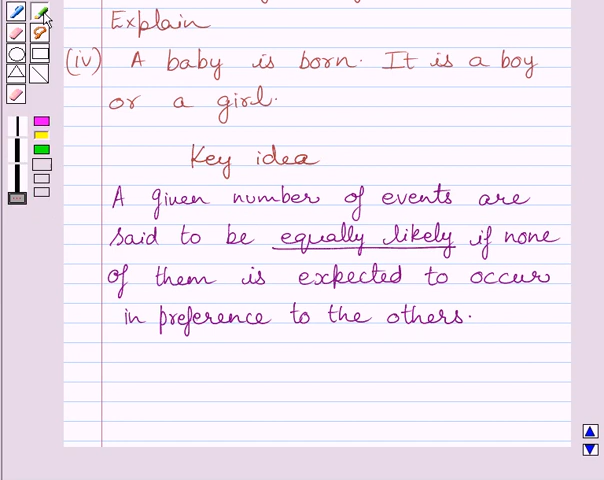 Explain
(iv) A baby is born. It is a boy
or a girl.
Key idea
A given number of events are
said to be equally likely if none
of them is expected to occur
in preference to the others.